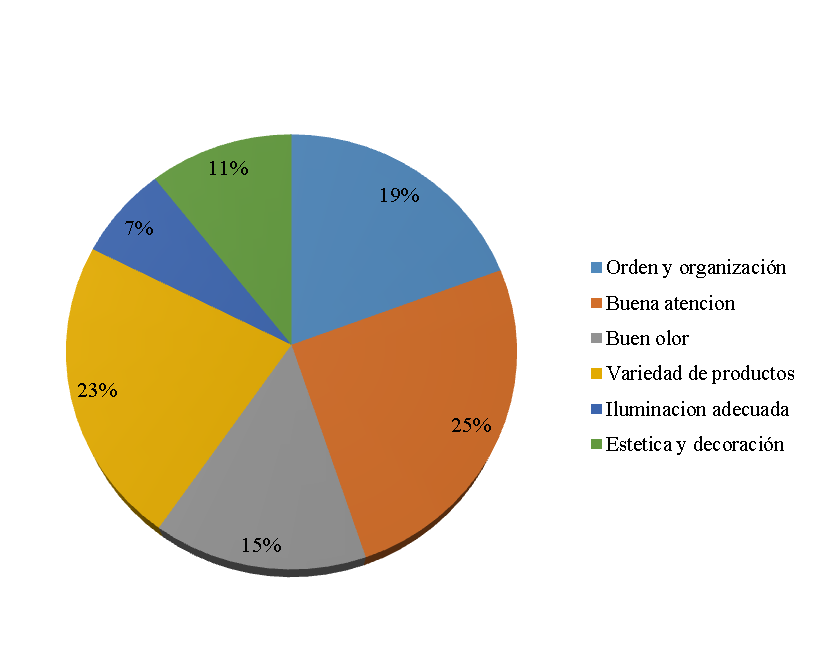 11%
19%
7%
23%
25%
15%
Orden y organización
Buena atencion
Buen olor
Variedad de productos
Iluminacion adecuada
Estetica y decoración